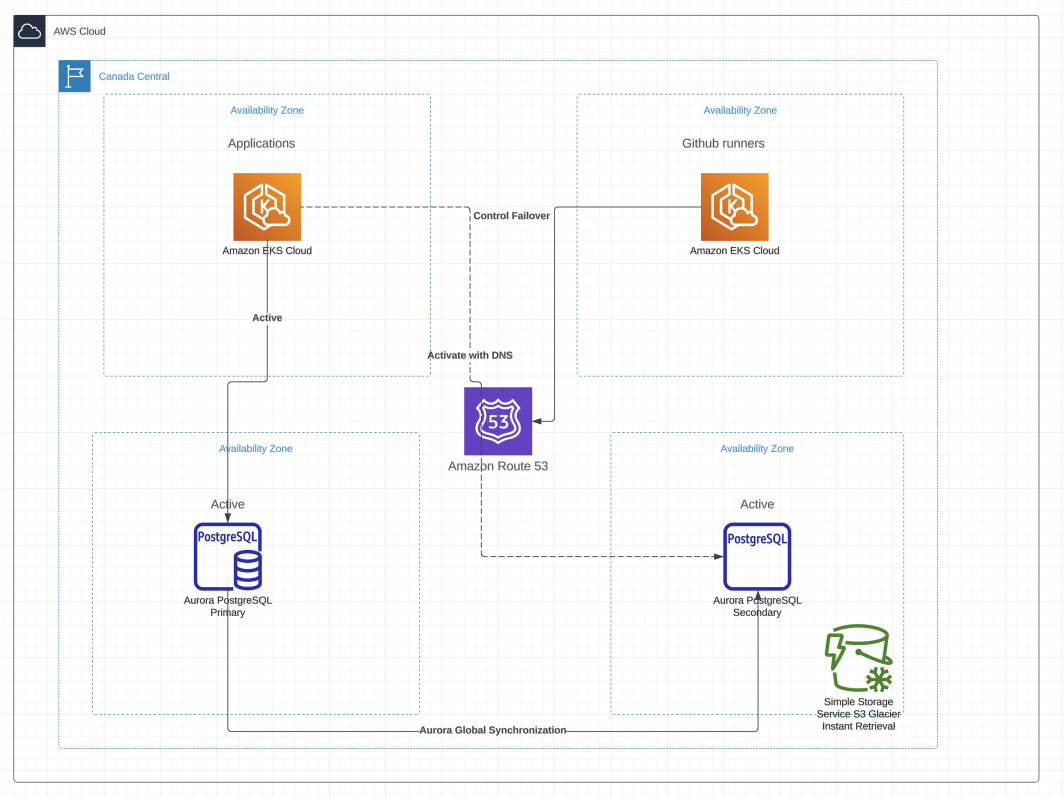 AWS Cloud
Canada Central
Availability Zone
Availability Zone
Applications
Github runners
K
K
Control Failover
Amazon EKS Cloud
Amazon EKS Cloud
Active
Activate with DNS
53
Amazon Route 53
Availability Zone
Availability Zone
Active
Active
PostgreSQL
PostgreSQL
Aurora PostgreSQL
Primary
Aurora PostgreSQL
Secondary
Simple Storage
Service S3 Glacier
Instant Retrieval
Aurora Global Synchronization